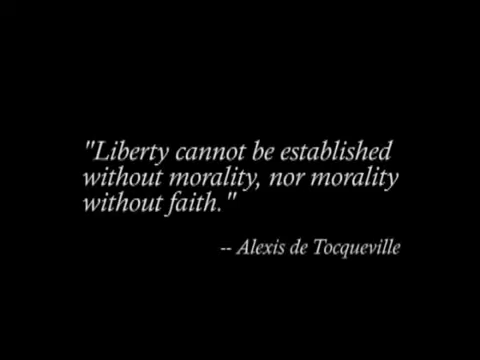 "Liberty cannot be established
without morality, nor morality
without faith."
-- Alexis de Tocqueville